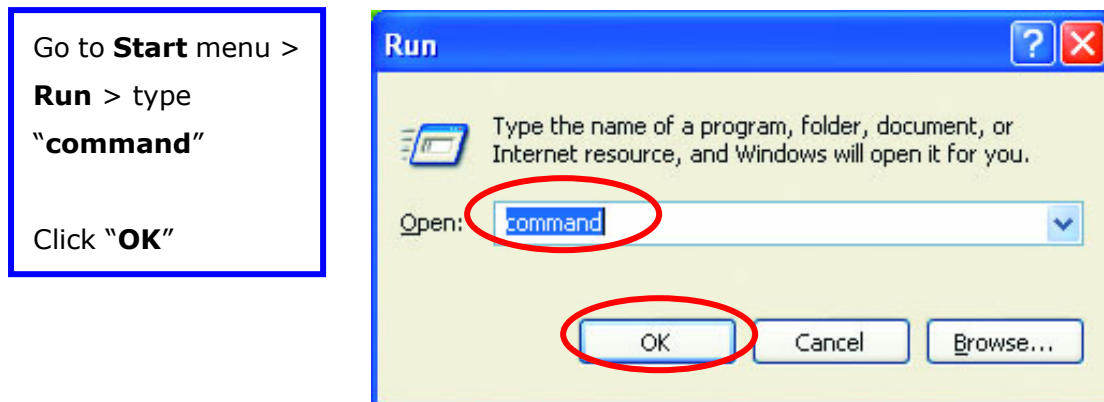 Go to Start menu >
Run > type
“command”
Click “OK”
Run
Type the name of a program, folder, document, or
Internet resource, and Windows will open it for you.
Open: command
OK Cancel Browse...